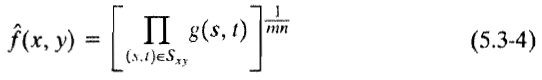 f̂(x, y) = [ ∏_{(s,t)∈S_{xy}} g(s, t) ]^{1/mn} (5.3-4)